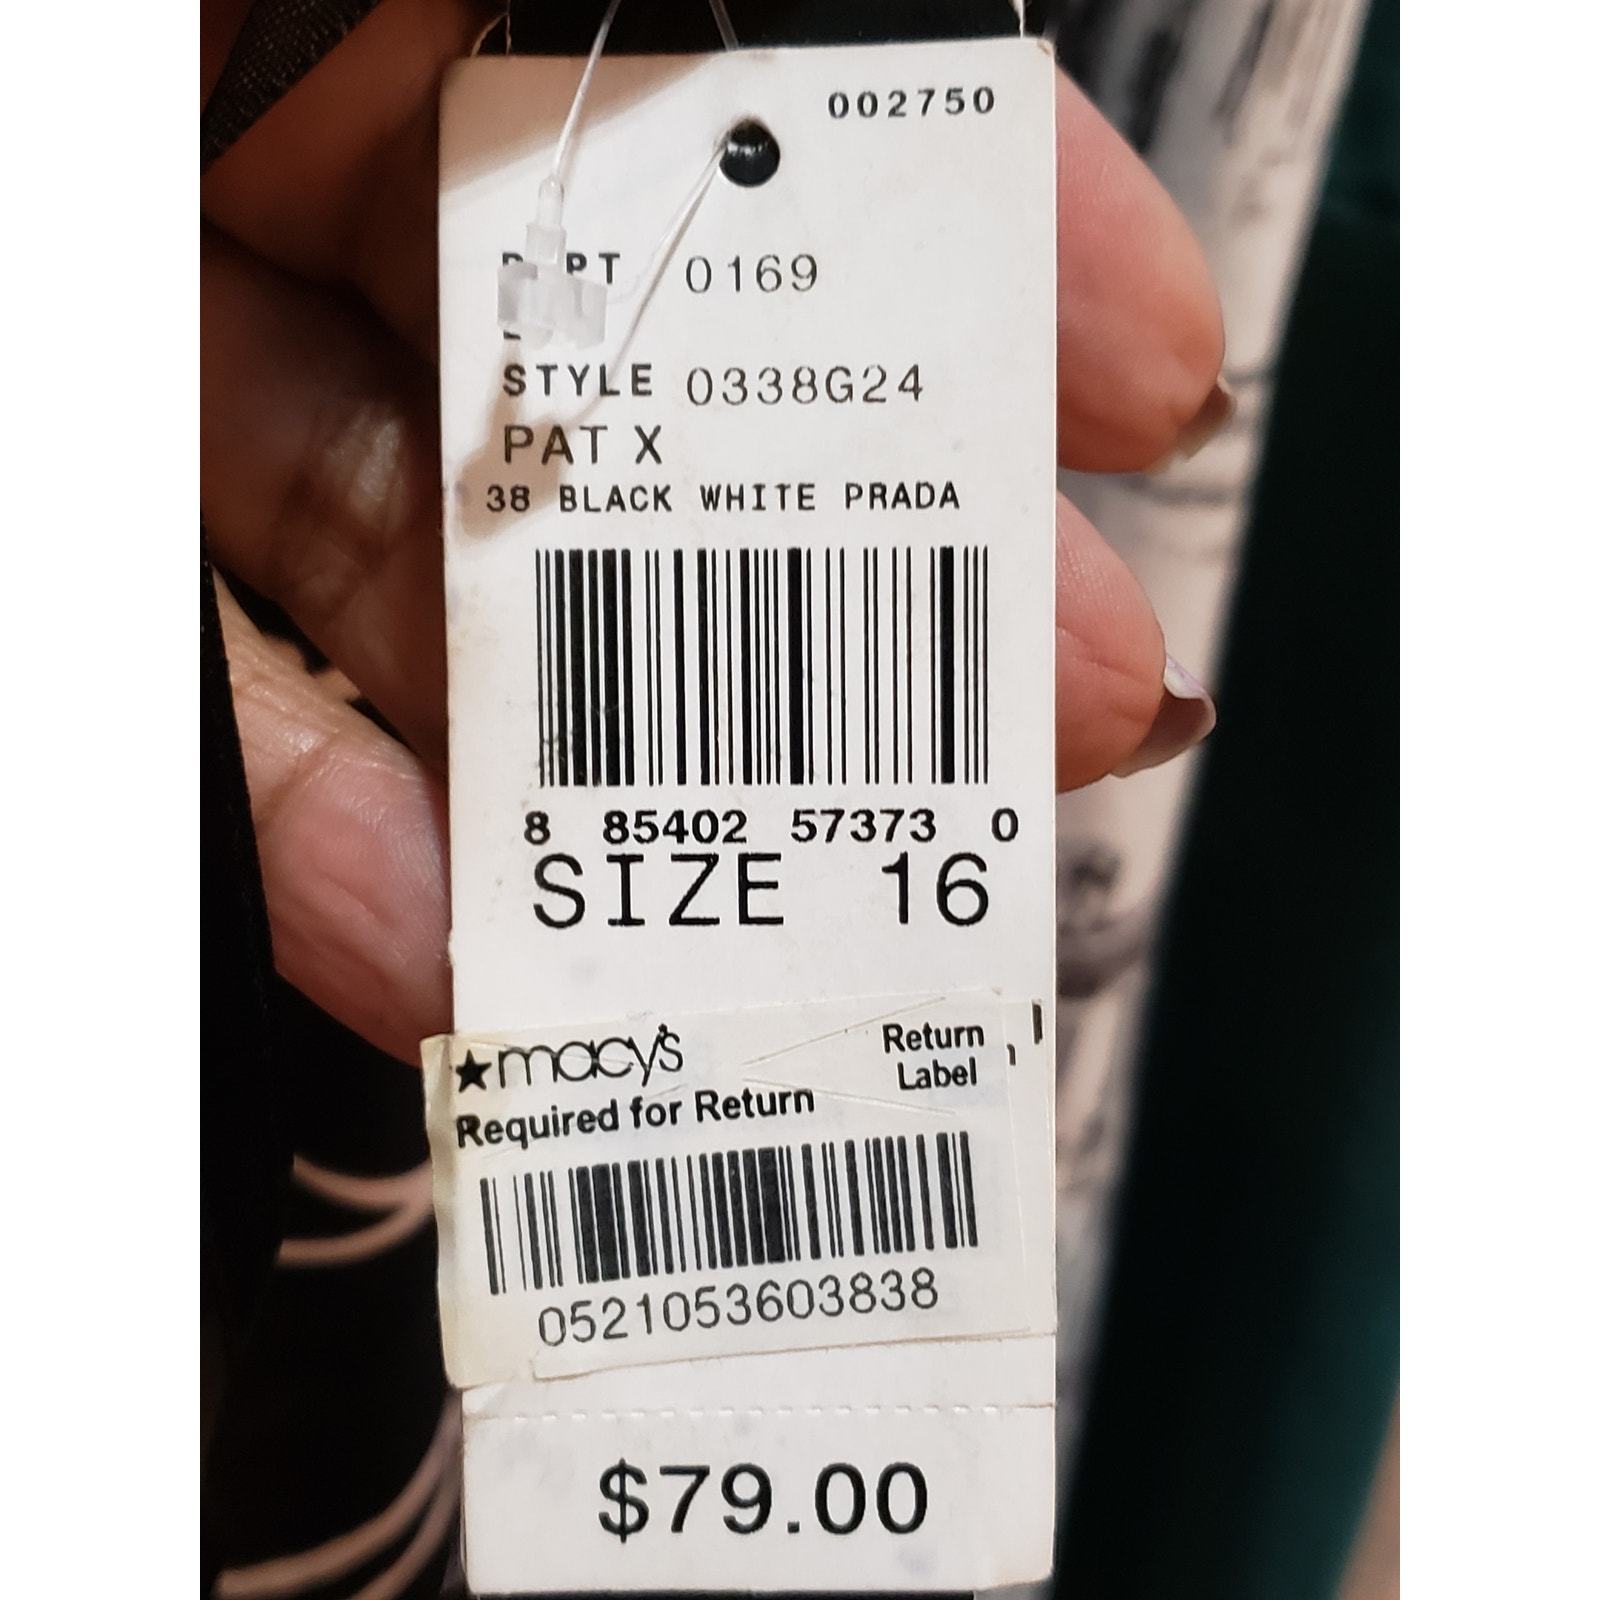 002750
DEPT 0169
STYLE 0338G24
PAT X
38 BLACK WHITE PRADA
8 85402 57373 0
SIZE 16
★macy's
Return
Label
Required for Return
0521053603838
$79.00